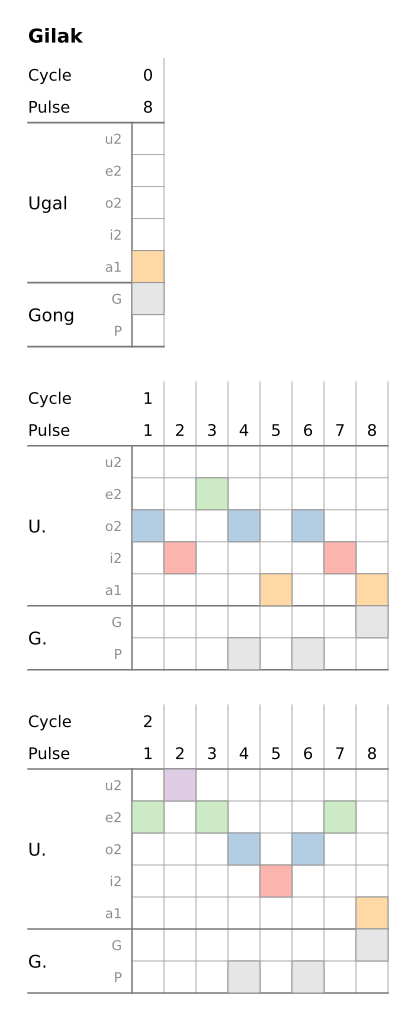 Gilak
Cycle 0
Pulse 8
u2
e2
o2
Ugal
i2
a1
G
Gong
P
Cycle 1
Pulse 1 2 3 4 5 6 7 8
u2
e2
U. o2
i2
a1
G
G.
P
Cycle 2
Pulse 1 2 3 4 5 6 7 8
u2
e2
U. o2
i2
a1
G
G.
P